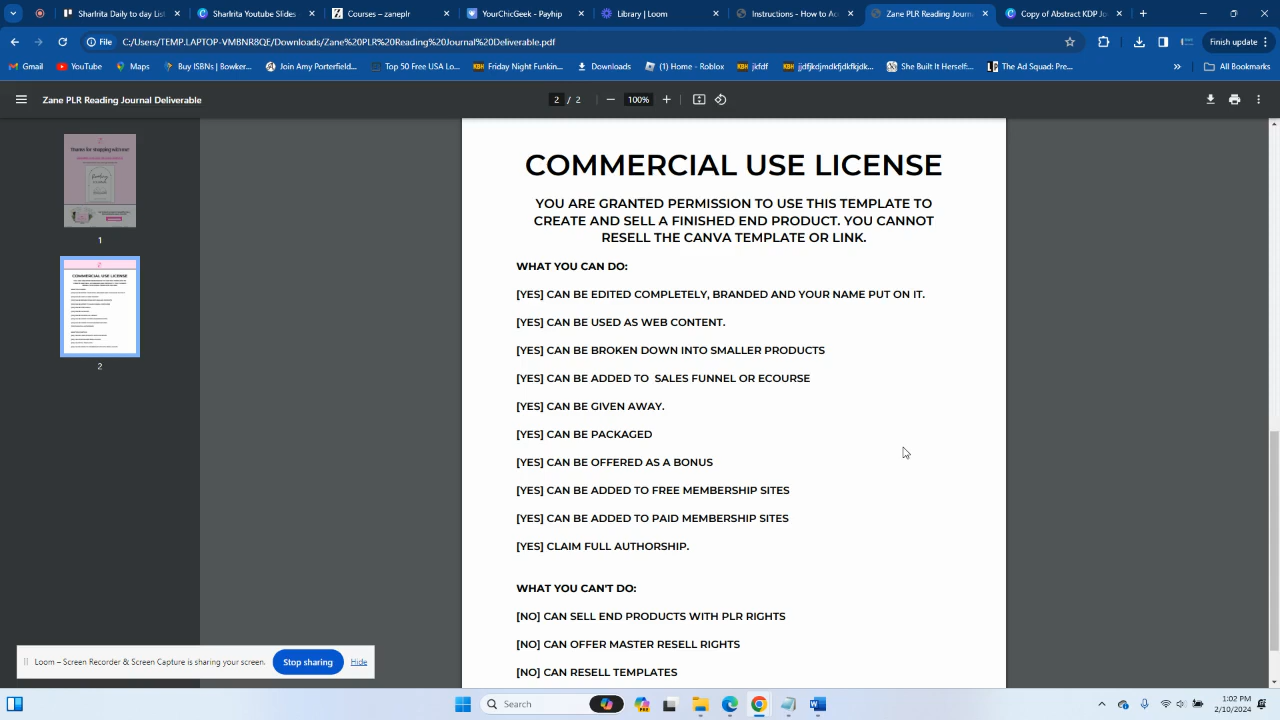 Sharkita Day to day List
Sharkita Youtube Slides
Courses – zaneplr
YourChicGeek - Payhip
Library | Loom
Instructions - How to Ac
Zane PLR Reading Journ
Copy of Abstract KDP Jo
File
C:/Users/TEMP.LAPTOP-VMBNR8QE/Downloads/Zane%20PLR%20Reading%20Journal%20Deliverable.pdf
Finish update
Gmail
YouTube
Maps
Buy ISBNs | Bowker...
Join Amy Porterfield...
Top 50 Free USA Lo...
KBH Friday Night Funkin...
Downloads
(1) Home - Roblox
KBH jkfdf
KBH
She Built It Herself:...
The Ad Squad: Pre...
All Bookmarks
Zane PLR Reading Journal Deliverable
2 / 2
100%
1
2
COMMERCIAL USE LICENSE
YOU ARE GRANTED PERMISSION TO USE THIS TEMPLATE TO
CREATE AND SELL A FINISHED END PRODUCT. YOU CANNOT
RESELL THE CANVA TEMPLATE OR LINK.
WHAT YOU CAN DO:
[YES] CAN BE EDITED COMPLETELY, BRANDED AND YOUR NAME PUT ON IT.
[YES] CAN BE USED AS WEB CONTENT.
[YES] CAN BE BROKEN DOWN INTO SMALLER PRODUCTS
[YES] CAN BE ADDED TO SALES FUNNEL OR ECOURSE
[YES] CAN BE GIVEN AWAY.
[YES] CAN BE PACKAGED
[YES] CAN BE OFFERED AS A BONUS
[YES] CAN BE ADDED TO FREE MEMBERSHIP SITES
[YES] CAN BE ADDED TO PAID MEMBERSHIP SITES
[YES] CLAIM FULL AUTHORSHIP.
WHAT YOU CAN'T DO:
[NO] CAN SELL END PRODUCTS WITH PLR RIGHTS
[NO] CAN OFFER MASTER RESELL RIGHTS
[NO] CAN RESELL TEMPLATES
Loom – Screen Recorder & Screen Capture is sharing your screen.
Stop sharing
Hide
Search
1:02 PM
2/12/2024